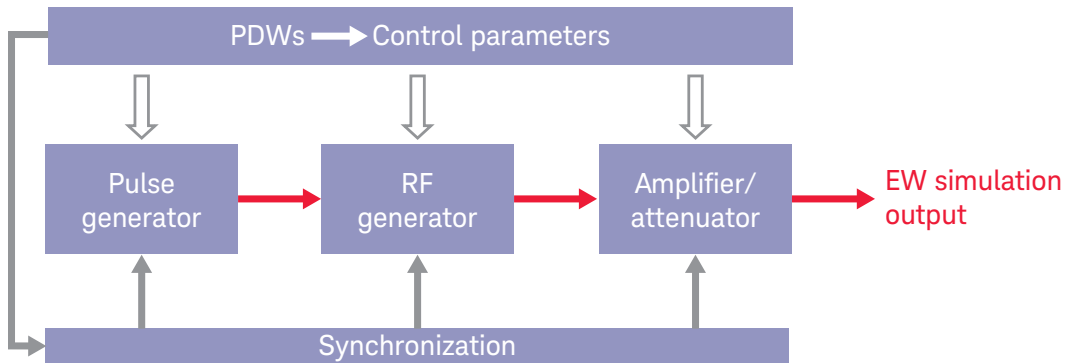 PDWs Control parameters
Pulse
generator
RF
generator
Amplifier/
attenuator
EW simulation
output
Synchronization